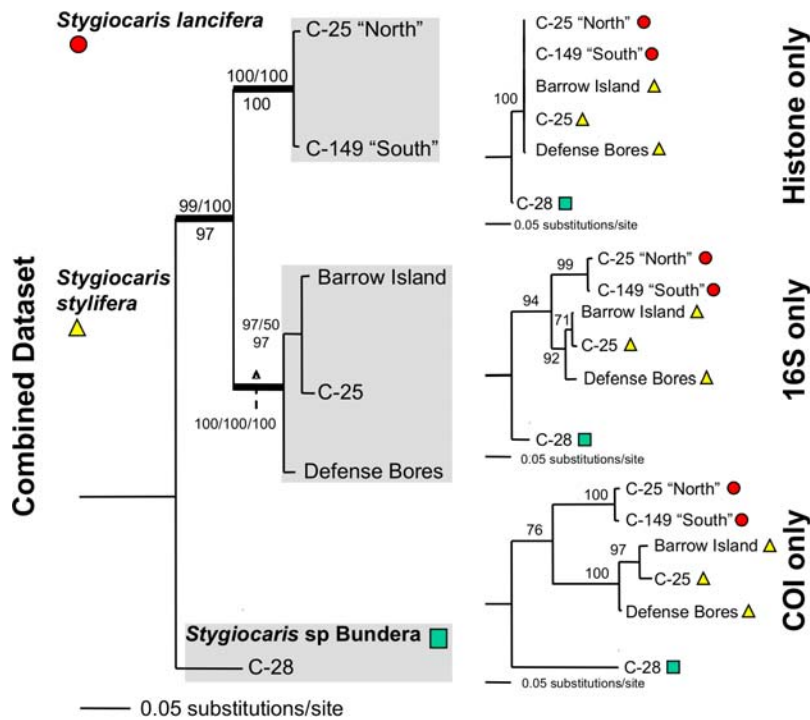 Combined Dataset
Stygiocaris lancifera
100/100
100
C-25 “North”
C-149 “South”
99/100
97
Stygiocaris
stylifera
97/50
97
100/100/100
Barrow Island
C-25
Defense Bores
Stygiocaris sp Bundera
C-28
0.05 substitutions/site
Histone only
C-25 “North”
C-149 “South”
Barrow Island
100
C-25
Defense Bores
C-28
0.05 substitutions/site
16S only
C-25 “North”
99
C-149 “South”
94
Barrow Island
71
C-25
92
Defense Bores
C-28
0.05 substitutions/site
COI only
C-25 “North”
100
C-149 “South”
76
Barrow Island
97
C-25
100
Defense Bores
C-28
0.05 substitutions/site